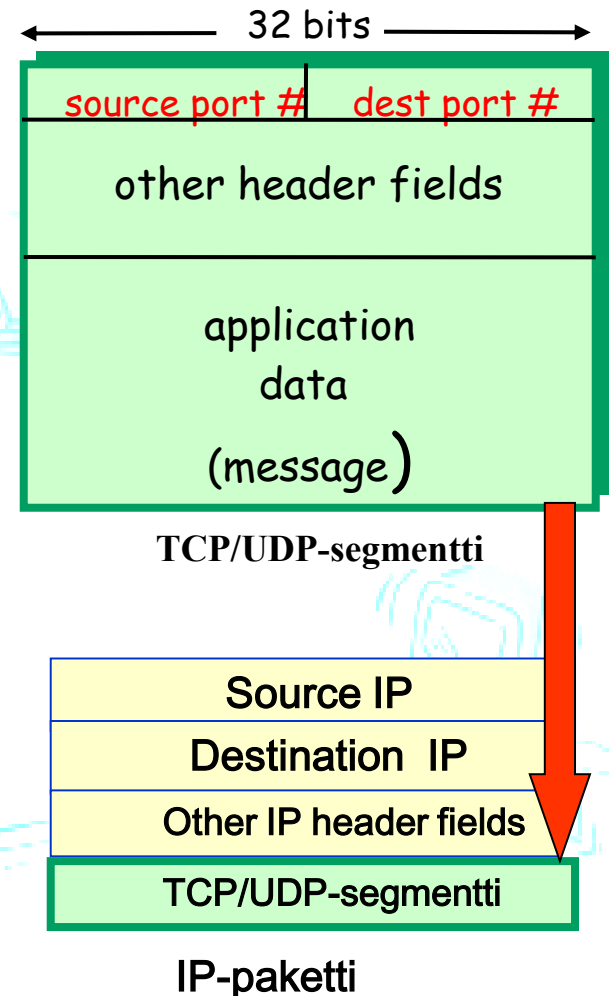 32 bits
source port # dest port #
other header fields
application
data
(message)
TCP/UDP-segmentti
Source IP
Destination IP
Other IP header fields
TCP/UDP-segmentti
IP-paketti